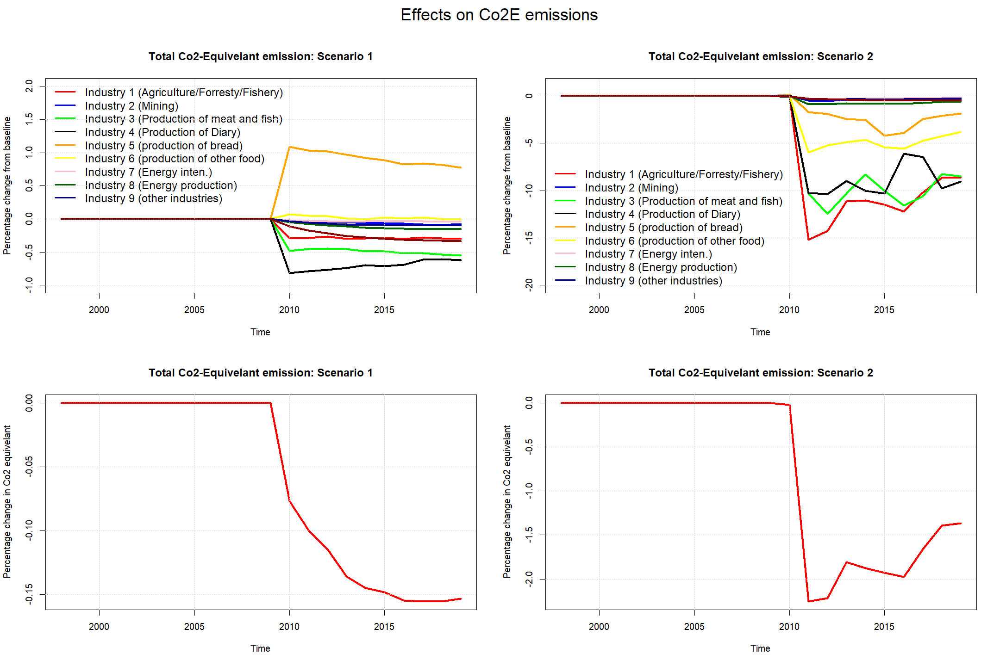 Effects on Co2E emissions
Total Co2-Equivelant emission: Scenario 1
Percentage change from baseline
2.0
1.5
1.0
0.5
0.0
-0.5
-1.0
Industry 1 (Agriculture/Forresty/Fishery)
Industry 2 (Mining)
Industry 3 (Production of meat and fish)
Industry 4 (Production of Diary)
Industry 5 (production of bread)
Industry 6 (production of other food)
Industry 7 (Energy inten.)
Industry 8 (Energy production)
Industry 9 (other industries)
2000 2005 2010 2015
Time
Total Co2-Equivelant emission: Scenario 2
Percentage change from baseline
0
-5
-10
-15
-20
Industry 1 (Agriculture/Forresty/Fishery)
Industry 2 (Mining)
Industry 3 (Production of meat and fish)
Industry 4 (Production of Diary)
Industry 5 (production of bread)
Industry 6 (production of other food)
Industry 7 (Energy inten.)
Industry 8 (Energy production)
Industry 9 (other industries)
2000 2005 2010 2015
Time
Total Co2-Equivelant emission: Scenario 1
Percentage change in Co2 equivelant
0.00
-0.05
-0.10
-0.15
2000 2005 2010 2015
Time
Total Co2-Equivelant emission: Scenario 2
Percentage change in Co2 equivelant
0.0
-0.5
-1.0
-1.5
-2.0
2000 2005 2010 2015
Time